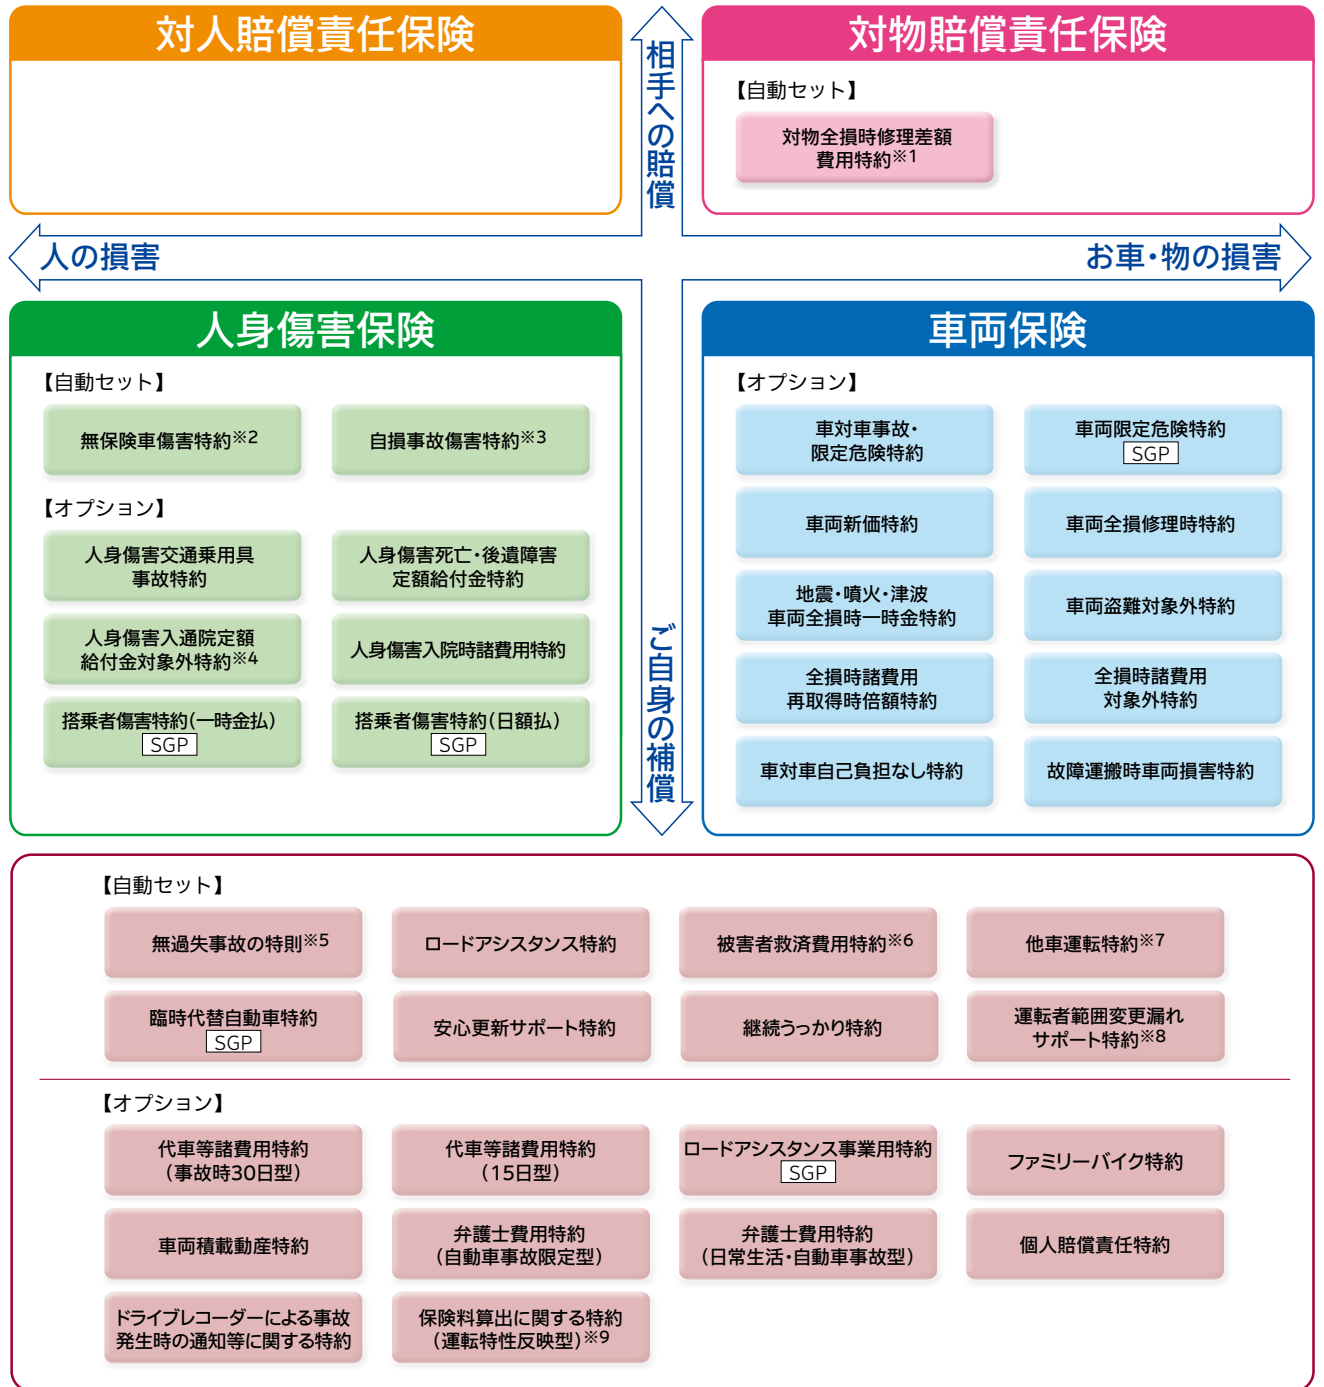 対人賠償責任保険
相手への賠償
対物賠償責任保険
【自動セット】
対物全損時修理差額
費用特約※1
人の損害
お車・物の損害
人身傷害保険
【自動セット】
無保険車傷害特約※2
自損事故傷害特約※3
【オプション】
人身傷害交通乗用具
事故特約
人身傷害死亡・後遺障害
定額給付金特約
人身傷害入通院定額
給付金対象外特約※4
人身傷害入院時諸費用特約
搭乗者傷害特約(一時金払)
SGP
搭乗者傷害特約(日額払)
SGP
ご自身の補償
車両保険
【オプション】
車対車事故・
限定危険特約
車両限定危険特約
SGP
車両新価特約
車両全損修理時特約
地震・噴火・津波
車両全損時一時金特約
車両盗難対象外特約
全損時諸費用
再取得時倍額特約
全損時諸費用
対象外特約
車対車自己負担なし特約
故障運搬時車両損害特約
【自動セット】
無過失事故の特則※5
ロードアシスタンス特約
被害者救済費用特約※6
他車運転特約※7
臨時代替自動車特約
SGP
安心更新サポート特約
継続うっかり特約
運転者範囲変更漏れ
サポート特約※8
【オプション】
代車等諸費用特約
(事故時30日型)
代車等諸費用特約
(15日型)
ロードアシスタンス事業用特約
SGP
ファミリーバイク特約
車両積載動産特約
弁護士費用特約
(自動車事故限定型)
弁護士費用特約
(日常生活・自動車事故型)
個人賠償責任特約
ドライブレコーダーによる事故
発生時の通知等に関する特約
保険料算出に関する特約
(運転特性反映型)※9